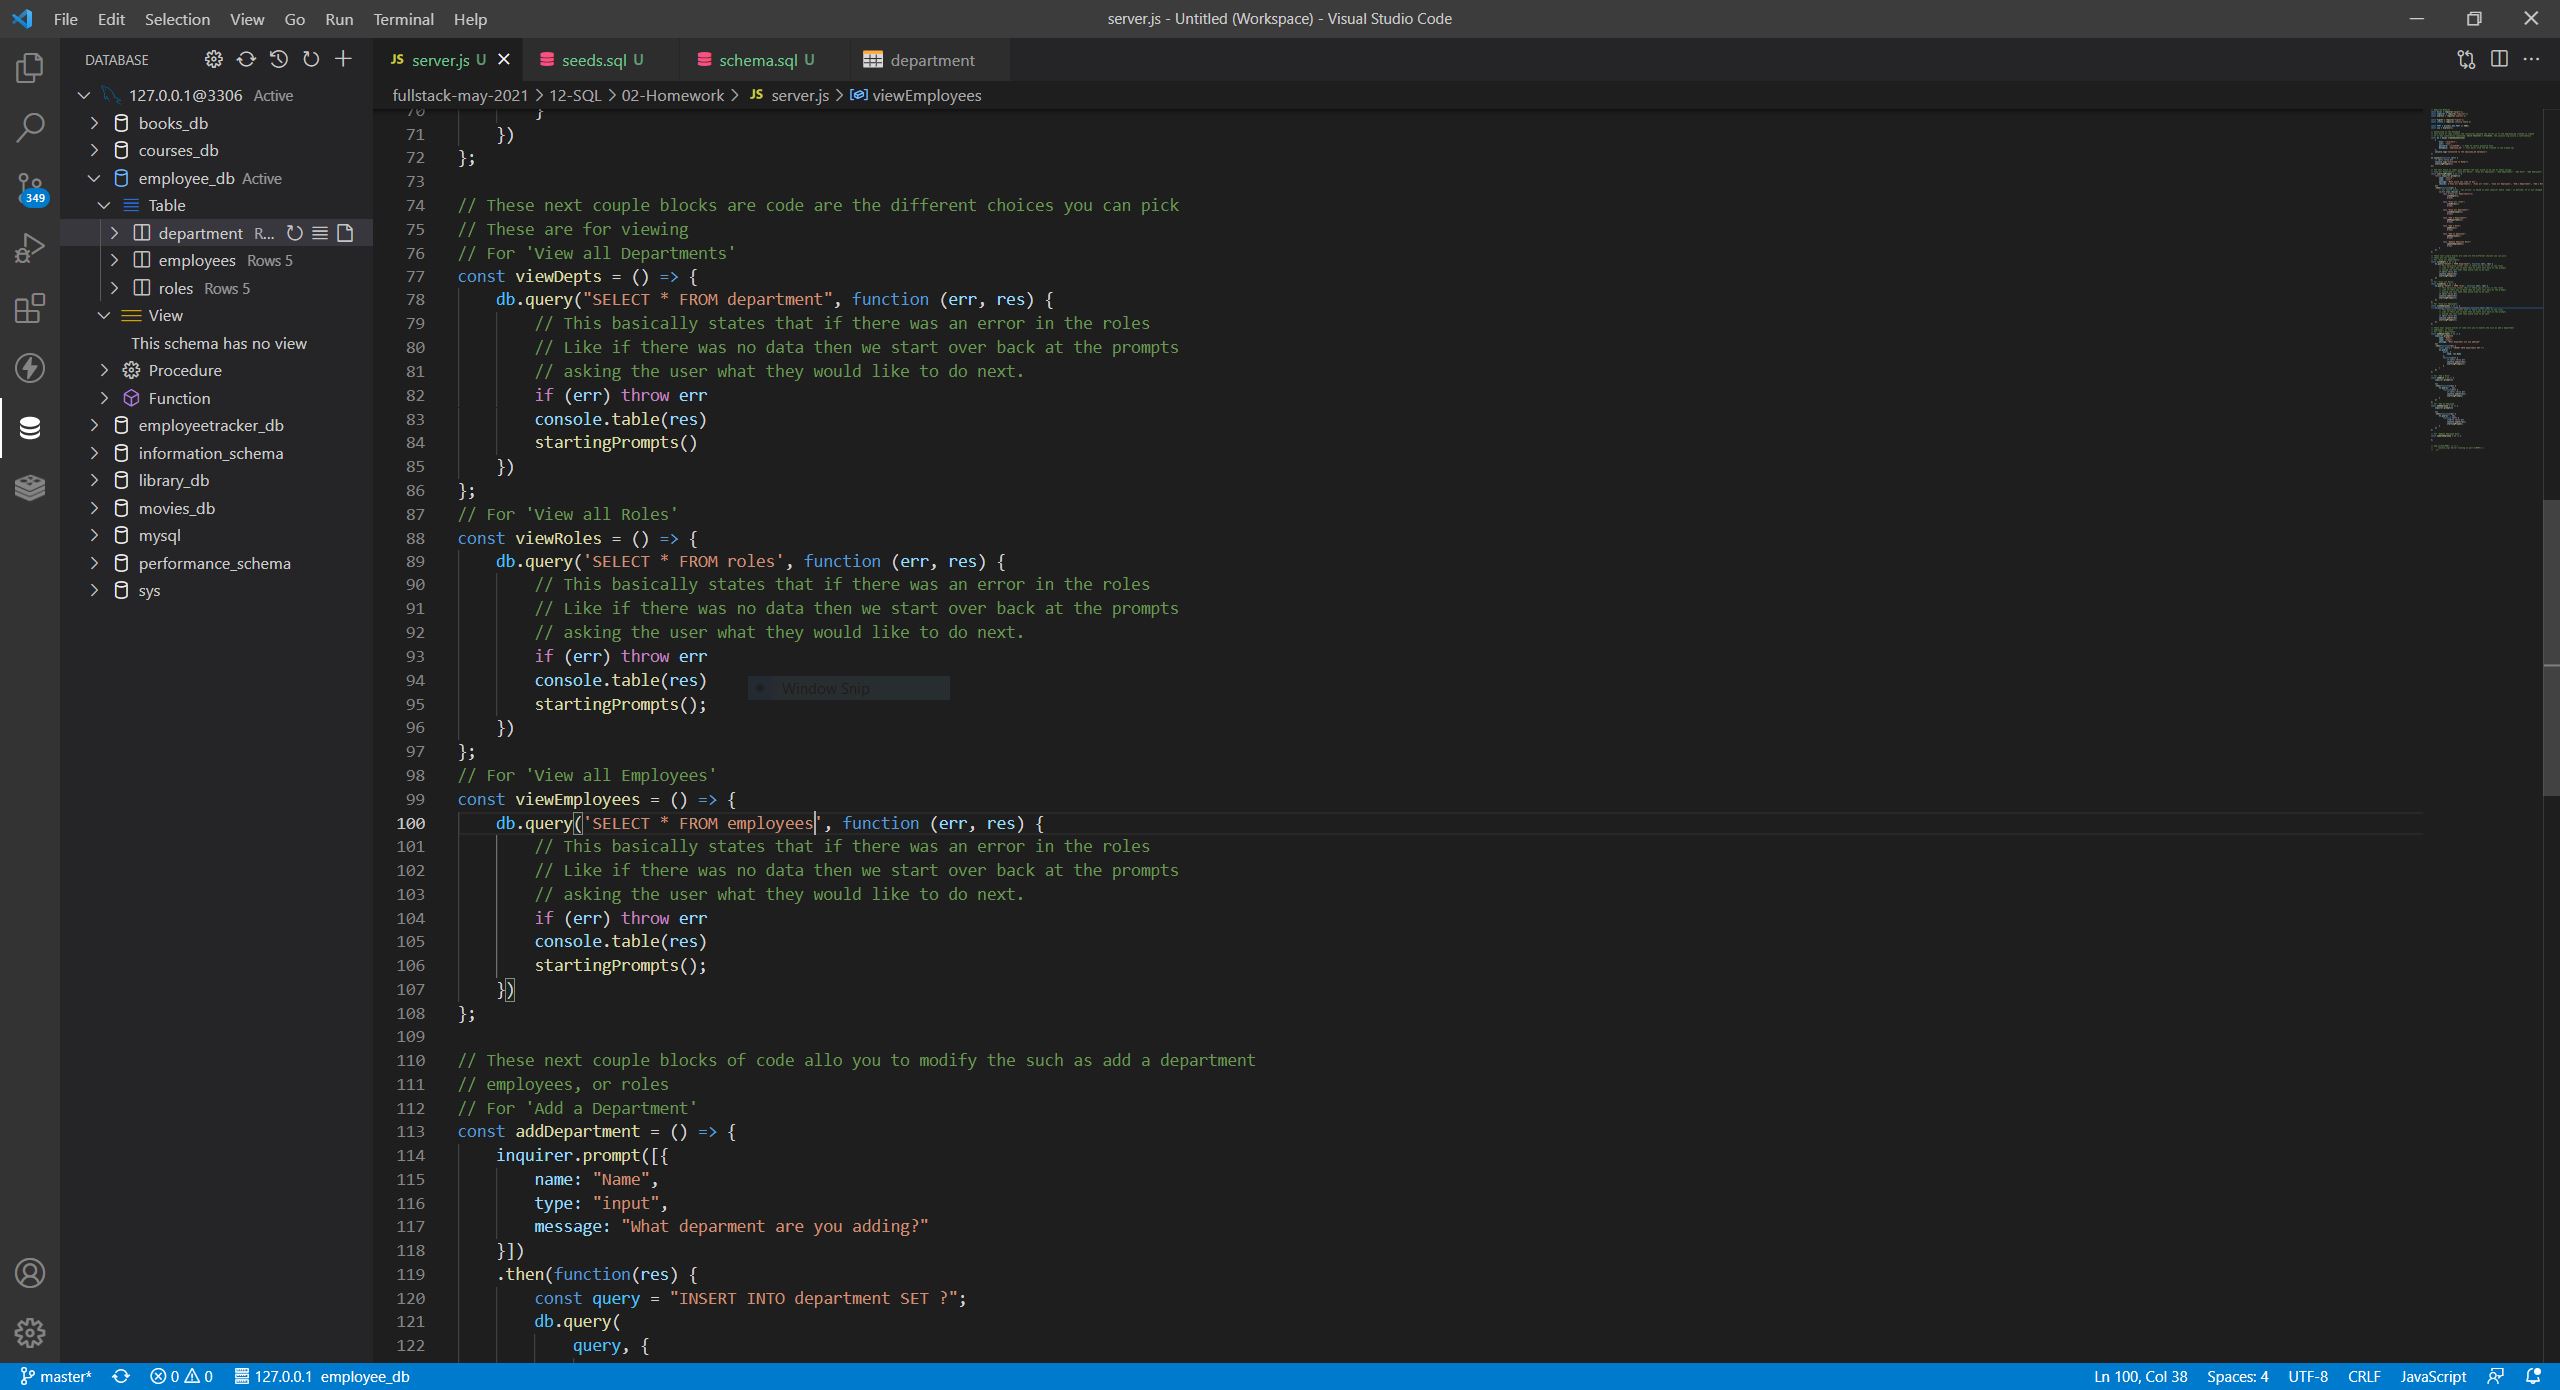 File Edit Selection View Go Run Terminal Help
server.js - Untitled (Workspace) - Visual Studio Code
DATABASE
JS server.js U
seeds.sql U
schema.sql U
department
fullstack-may-2021 > 12-SQL > 02-Homework > JS server.js > viewEmployees
127.0.0.1@3306 Active
books_db
courses_db
employee_db Active
Table
department R...
employees Rows 5
roles Rows 5
View
This schema has no view
Procedure
Function
employeetracker_db
information_schema
library_db
movies_db
mysql
performance_schema
sys
349
70 }
71 })
72 };
73
74 // These next couple blocks are code are the different choices you can pick
75 // These are for viewing
76 // For 'View all Departments'
77 const viewDepts = () => {
78 db.query("SELECT * FROM department", function (err, res) {
79 // This basically states that if there was an error in the roles
80 // Like if there was no data then we start over back at the prompts
81 // asking the user what they would like to do next.
82 if (err) throw err
83 console.table(res)
84 startingPrompts()
85 })
86 };
87 // For 'View all Roles'
88 const viewRoles = () => {
89 db.query('SELECT * FROM roles', function (err, res) {
90 // This basically states that if there was an error in the roles
91 // Like if there was no data then we start over back at the prompts
92 // asking the user what they would like to do next.
93 if (err) throw err
94 console.table(res)
Window Snip
95 startingPrompts();
96 })
97 };
98 // For 'View all Employees'
99 const viewEmployees = () => {
100 db.query('SELECT * FROM employees', function (err, res) {
101 // This basically states that if there was an error in the roles
102 // Like if there was no data then we start over back at the prompts
103 // asking the user what they would like to do next.
104 if (err) throw err
105 console.table(res)
106 startingPrompts();
107 })
108 };
109
110 // These next couple blocks of code allo you to modify the such as add a department
111 // employees, or roles
112 // For 'Add a Department'
113 const addDepartment = () => {
114 inquirer.prompt([{
115 name: "Name",
116 type: "input",
117 message: "What deparment are you adding?"
118 }])
119 .then(function(res) {
120 const query = "INSERT INTO department SET ?";
121 db.query(
122 query, {
master* 0 0 127.0.0.1 employee_db
Ln 100, Col 38 Spaces: 4 UTF-8 CRLF JavaScript